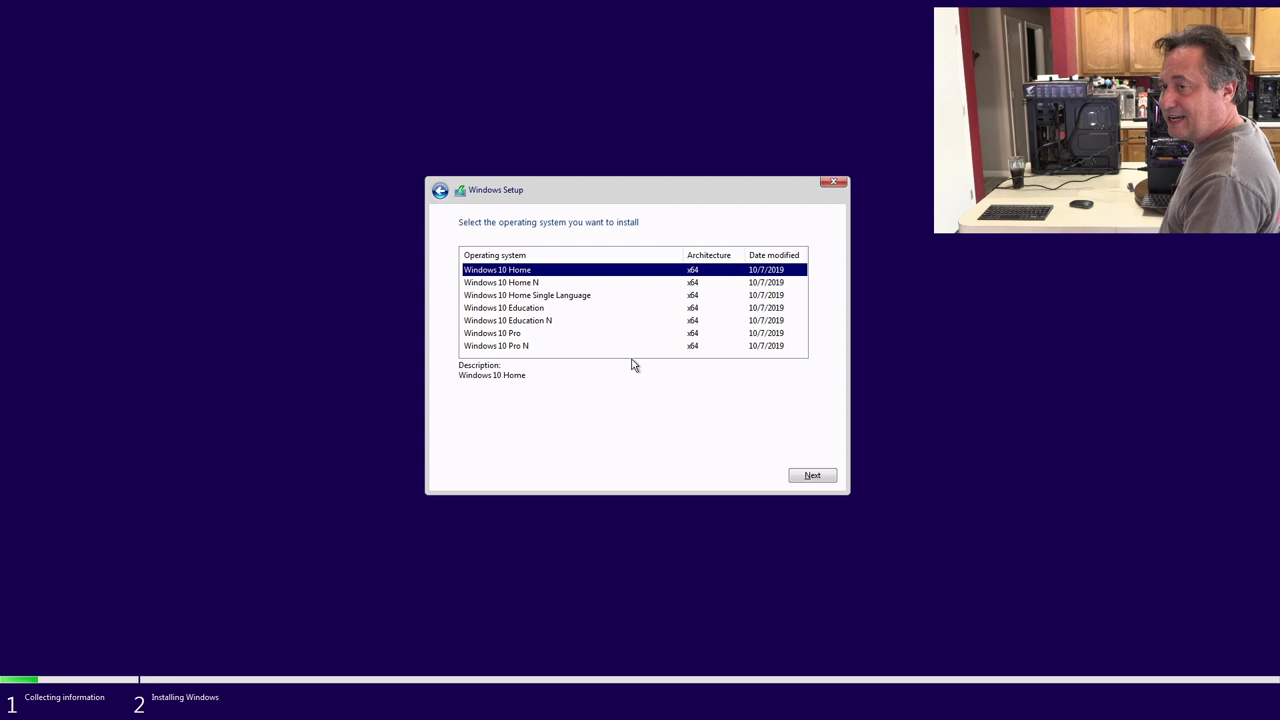 Windows Setup
Select the operating system you want to install
Operating system Architecture Date modified
Windows 10 Home x64 10/7/2019
Windows 10 Home N x64 10/7/2019
Windows 10 Home Single Language x64 10/7/2019
Windows 10 Education x64 10/7/2019
Windows 10 Education N x64 10/7/2019
Windows 10 Pro x64 10/7/2019
Windows 10 Pro N x64 10/7/2019
Description:
Windows 10 Home
Next
1 Collecting information 2 Installing Windows